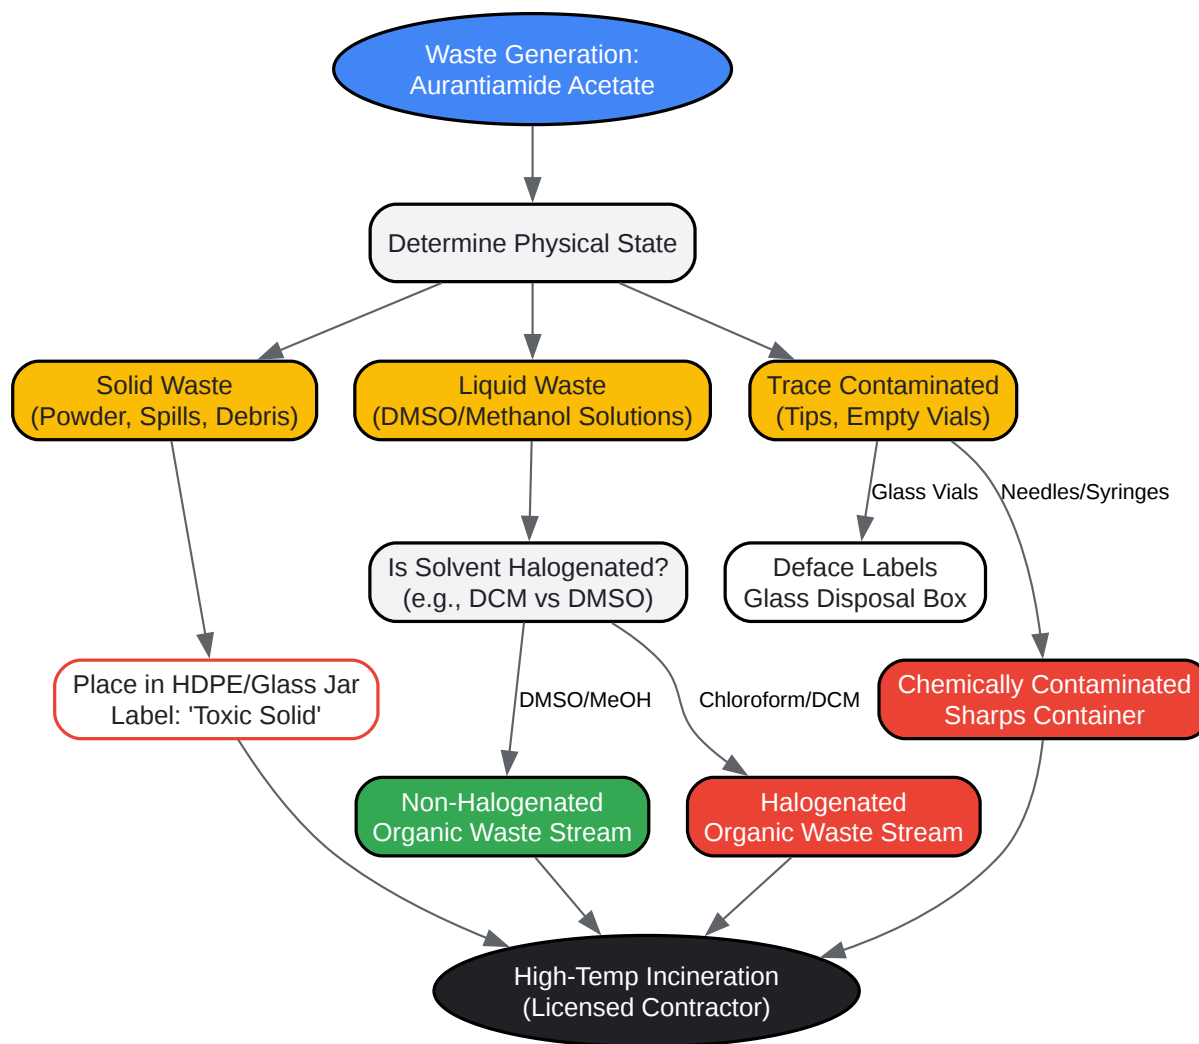 Waste Generation:
Aurantiamide Acetate
Determine Physical State
Solid Waste
(Powder, Spills, Debris)
Liquid Waste
(DMSO/Methanol Solutions)
Trace Contaminated
(Tips, Empty Vials)
Glass Vials
Needles/Syringes
Is Solvent Halogenated?
(e.g., DCM vs DMSO)
Deface Labels
Glass Disposal Box
Place in HDPE/Glass Jar
Label: 'Toxic Solid'
DMSO/MeOH
Chloroform/DCM
Chemically Contaminated
Sharps Container
Non-Halogenated
Organic Waste Stream
Halogenated
Organic Waste Stream
High-Temp Incineration
(Licensed Contractor)